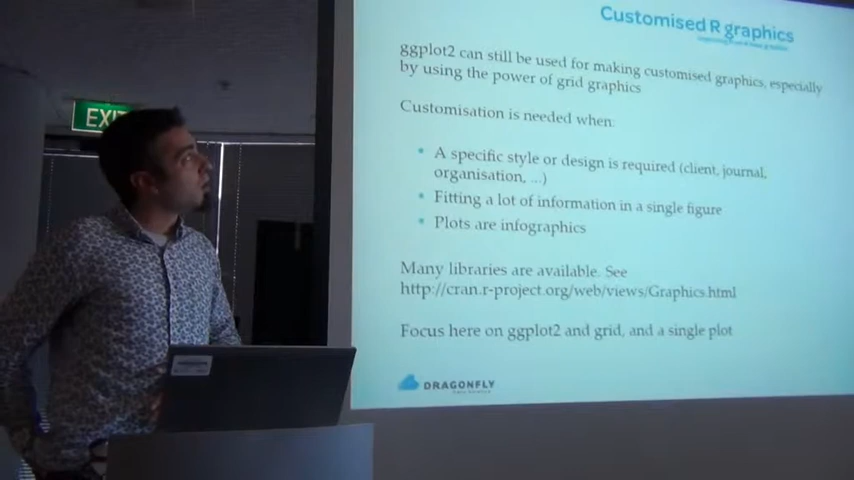 EXIT
Customised R graphics
ggplot2 can still be used for making customised graphics, especially
by using the power of grid graphics
Customisation is needed when:
• A specific style or design is required (client, journal,
organisation, ...)
• Fitting a lot of information in a single figure
• Plots are infographics
Many libraries are available. See
http://cran.r-project.org/web/views/Graphics.html
Focus here on ggplot2 and grid, and a single plot
DRAGONFLY